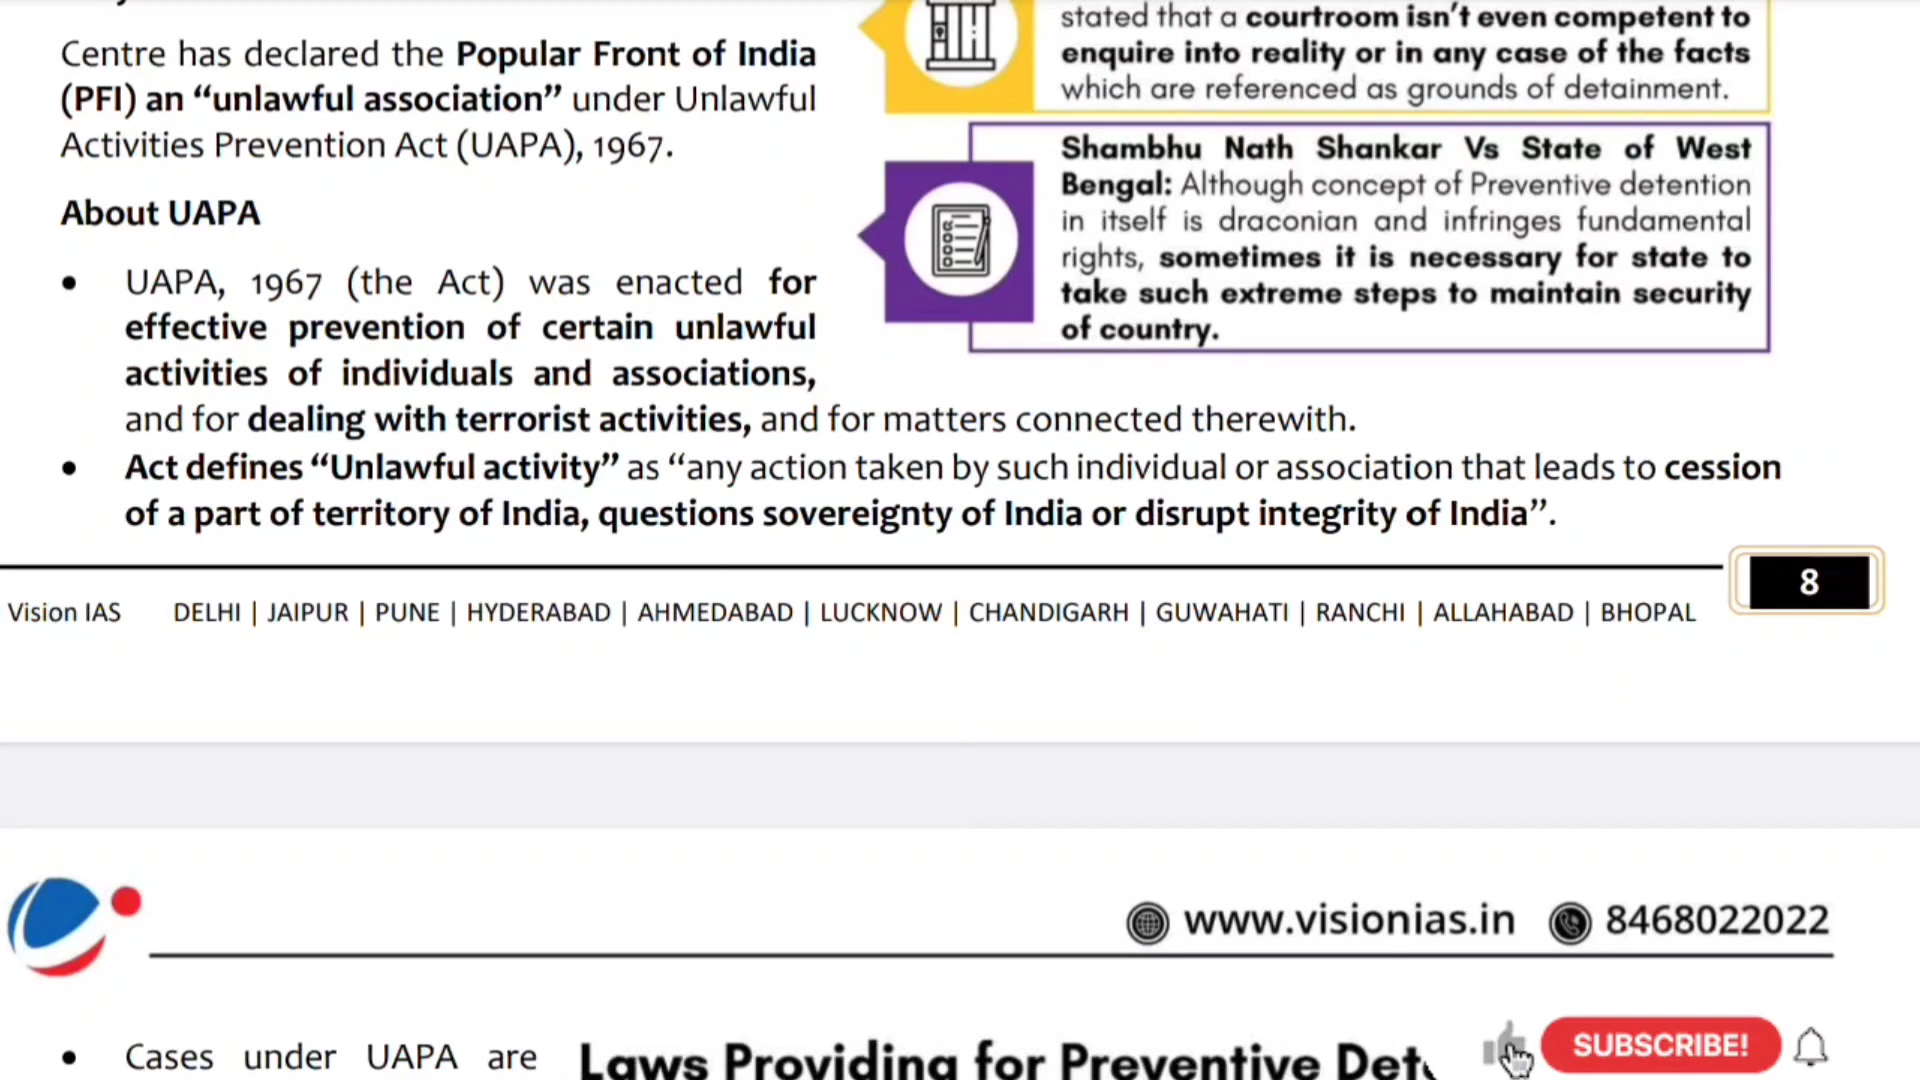 Centre has declared the Popular Front of India
(PFI) an “unlawful association” under Unlawful
Activities Prevention Act (UAPA), 1967.
About UAPA
• UAPA, 1967 (the Act) was enacted for
effective prevention of certain unlawful
activities of individuals and associations,
and for dealing with terrorist activities, and for matters connected therewith.
• Act defines “Unlawful activity” as “any action taken by such individual or association that leads to cession
of a part of territory of India, questions sovereignty of India or disrupt integrity of India”.
stated that a courtroom isn’t even competent to
enquire into reality or in any case of the facts
which are referenced as grounds of detainment.
Shambhu Nath Shankar Vs State of West
Bengal: Although concept of Preventive detention
in itself is draconian and infringes fundamental
rights, sometimes it is necessary for state to
take such extreme steps to maintain security
of country.
8
Vision IAS DELHI | JAIPUR | PUNE | HYDERABAD | AHMEDABAD | LUCKNOW | CHANDIGARH | GUWAHATI | RANCHI | ALLAHABAD | BHOPAL
www.visionias.in 8468022022
• Cases under UAPA are
Laws Providing for Preventive
SUBSCRIBE!